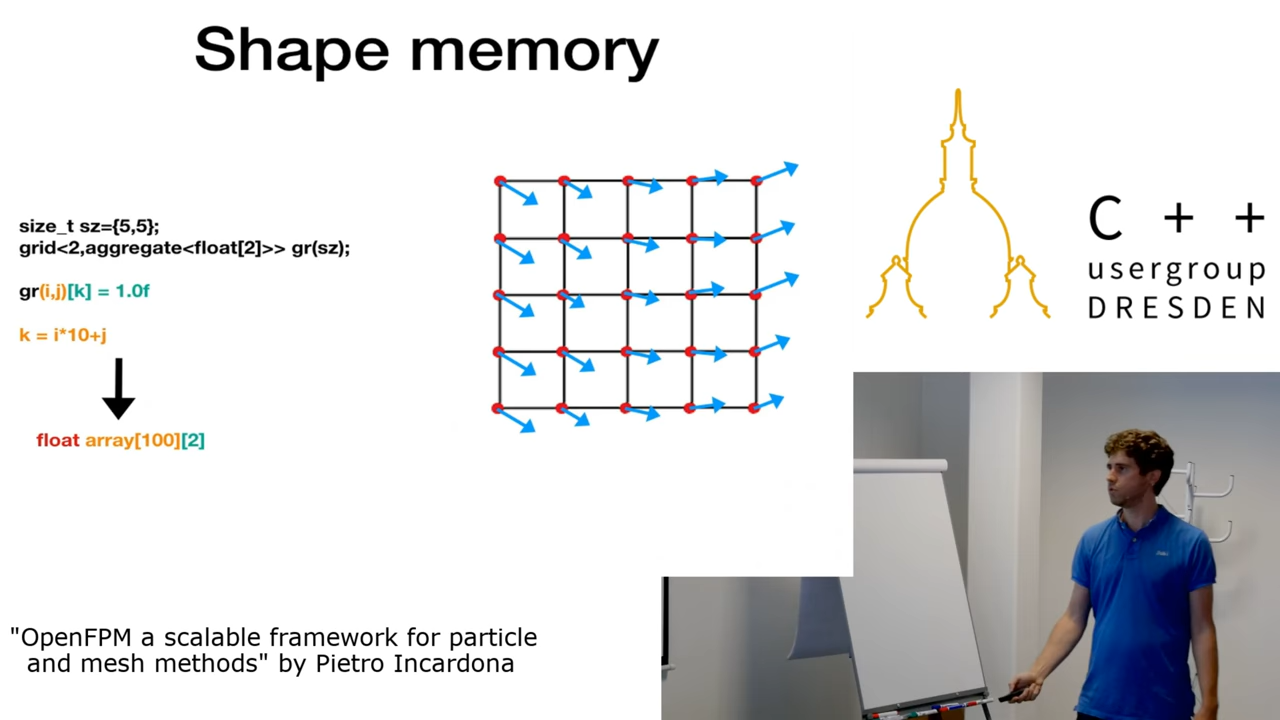 Shape memory
size_t sz={5,5};
grid<2,aggregate<float[2]>> gr(sz);
gr(i,j)[k] = 1.0f
k = i*10+j
float array[100][2]
C + +
usergroup
DRESDEN
"OpenFPM a scalable framework for particle
and mesh methods" by Pietro Incardona